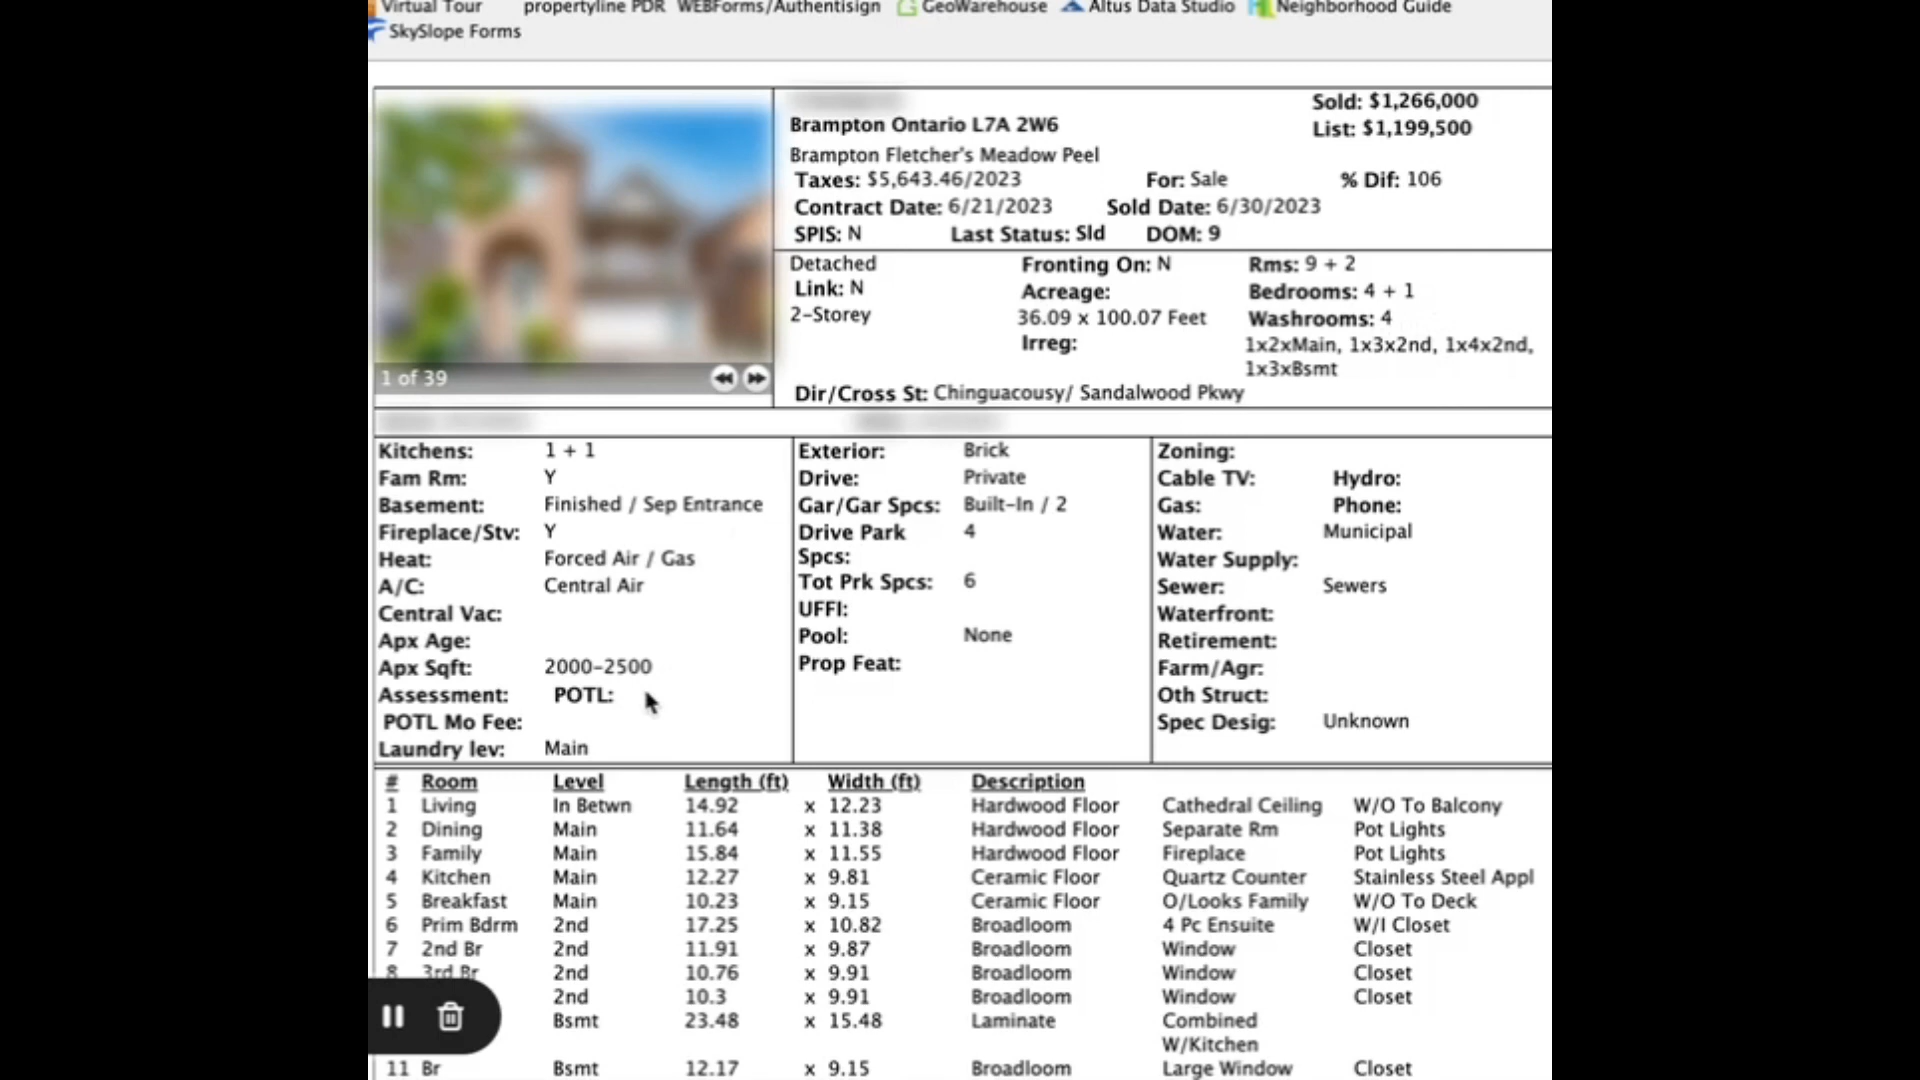 Virtual Tour propertyline PDR WEBForms/Authentisign GeoWarehouse Altus Data Studio Neighborhood Guide
SkySlope Forms
Sold: $1,266,000
Brampton Ontario L7A 2W6 List: $1,199,500
Brampton Fletcher's Meadow Peel
Taxes: $5,643.46/2023 For: Sale % Dif: 106
Contract Date: 6/21/2023 Sold Date: 6/30/2023
SPIS: N Last Status: Sld DOM: 9
Detached Fronting On: N Rms: 9 + 2
Link: N Acreage: Bedrooms: 4 + 1
2-Storey 36.09 x 100.07 Feet Washrooms: 4
Irreg: 1x2xMain, 1x3x2nd, 1x4x2nd,
1x3xBsmt
1 of 39
Dir/Cross St: Chinguacousy/ Sandalwood Pkwy
Kitchens: 1 + 1 Exterior: Brick Zoning:
Fam Rm: Y Drive: Private Cable TV: Hydro:
Basement: Finished / Sep Entrance Gar/Gar Spcs: Built-In / 2 Gas: Phone:
Fireplace/Stv: Y Drive Park 4 Water: Municipal
Heat: Forced Air / Gas Spcs: Water Supply:
A/C: Central Air Tot Prk Spcs: 6 Sewer: Sewers
Central Vac: UFFI: Waterfront:
Apx Age: Pool: None Retirement:
Apx Sqft: 2000-2500 Prop Feat: Farm/Agr:
Assessment: POTL: Oth Struct:
POTL Mo Fee: Spec Desig: Unknown
Laundry lev: Main
# Room Level Length (ft) Width (ft) Description
1 Living In Betwn 14.92 x 12.23 Hardwood Floor Cathedral Ceiling W/O To Balcony
2 Dining Main 11.64 x 11.38 Hardwood Floor Separate Rm Pot Lights
3 Family Main 15.84 x 11.55 Hardwood Floor Fireplace Pot Lights
4 Kitchen Main 12.27 x 9.81 Ceramic Floor Quartz Counter Stainless Steel Appl
5 Breakfast Main 10.23 x 9.15 Ceramic Floor O/Looks Family W/O To Deck
6 Prim Bdrm 2nd 17.25 x 10.82 Broadloom 4 Pc Ensuite W/I Closet
7 2nd Br 2nd 11.91 x 9.87 Broadloom Window Closet
8 3rd Br 2nd 10.76 x 9.91 Broadloom Window Closet
2nd 10.3 x 9.91 Broadloom Window Closet
Bsmt 23.48 x 15.48 Laminate Combined
W/Kitchen
11 Br Bsmt 12.17 x 9.15 Broadloom Large Window Closet